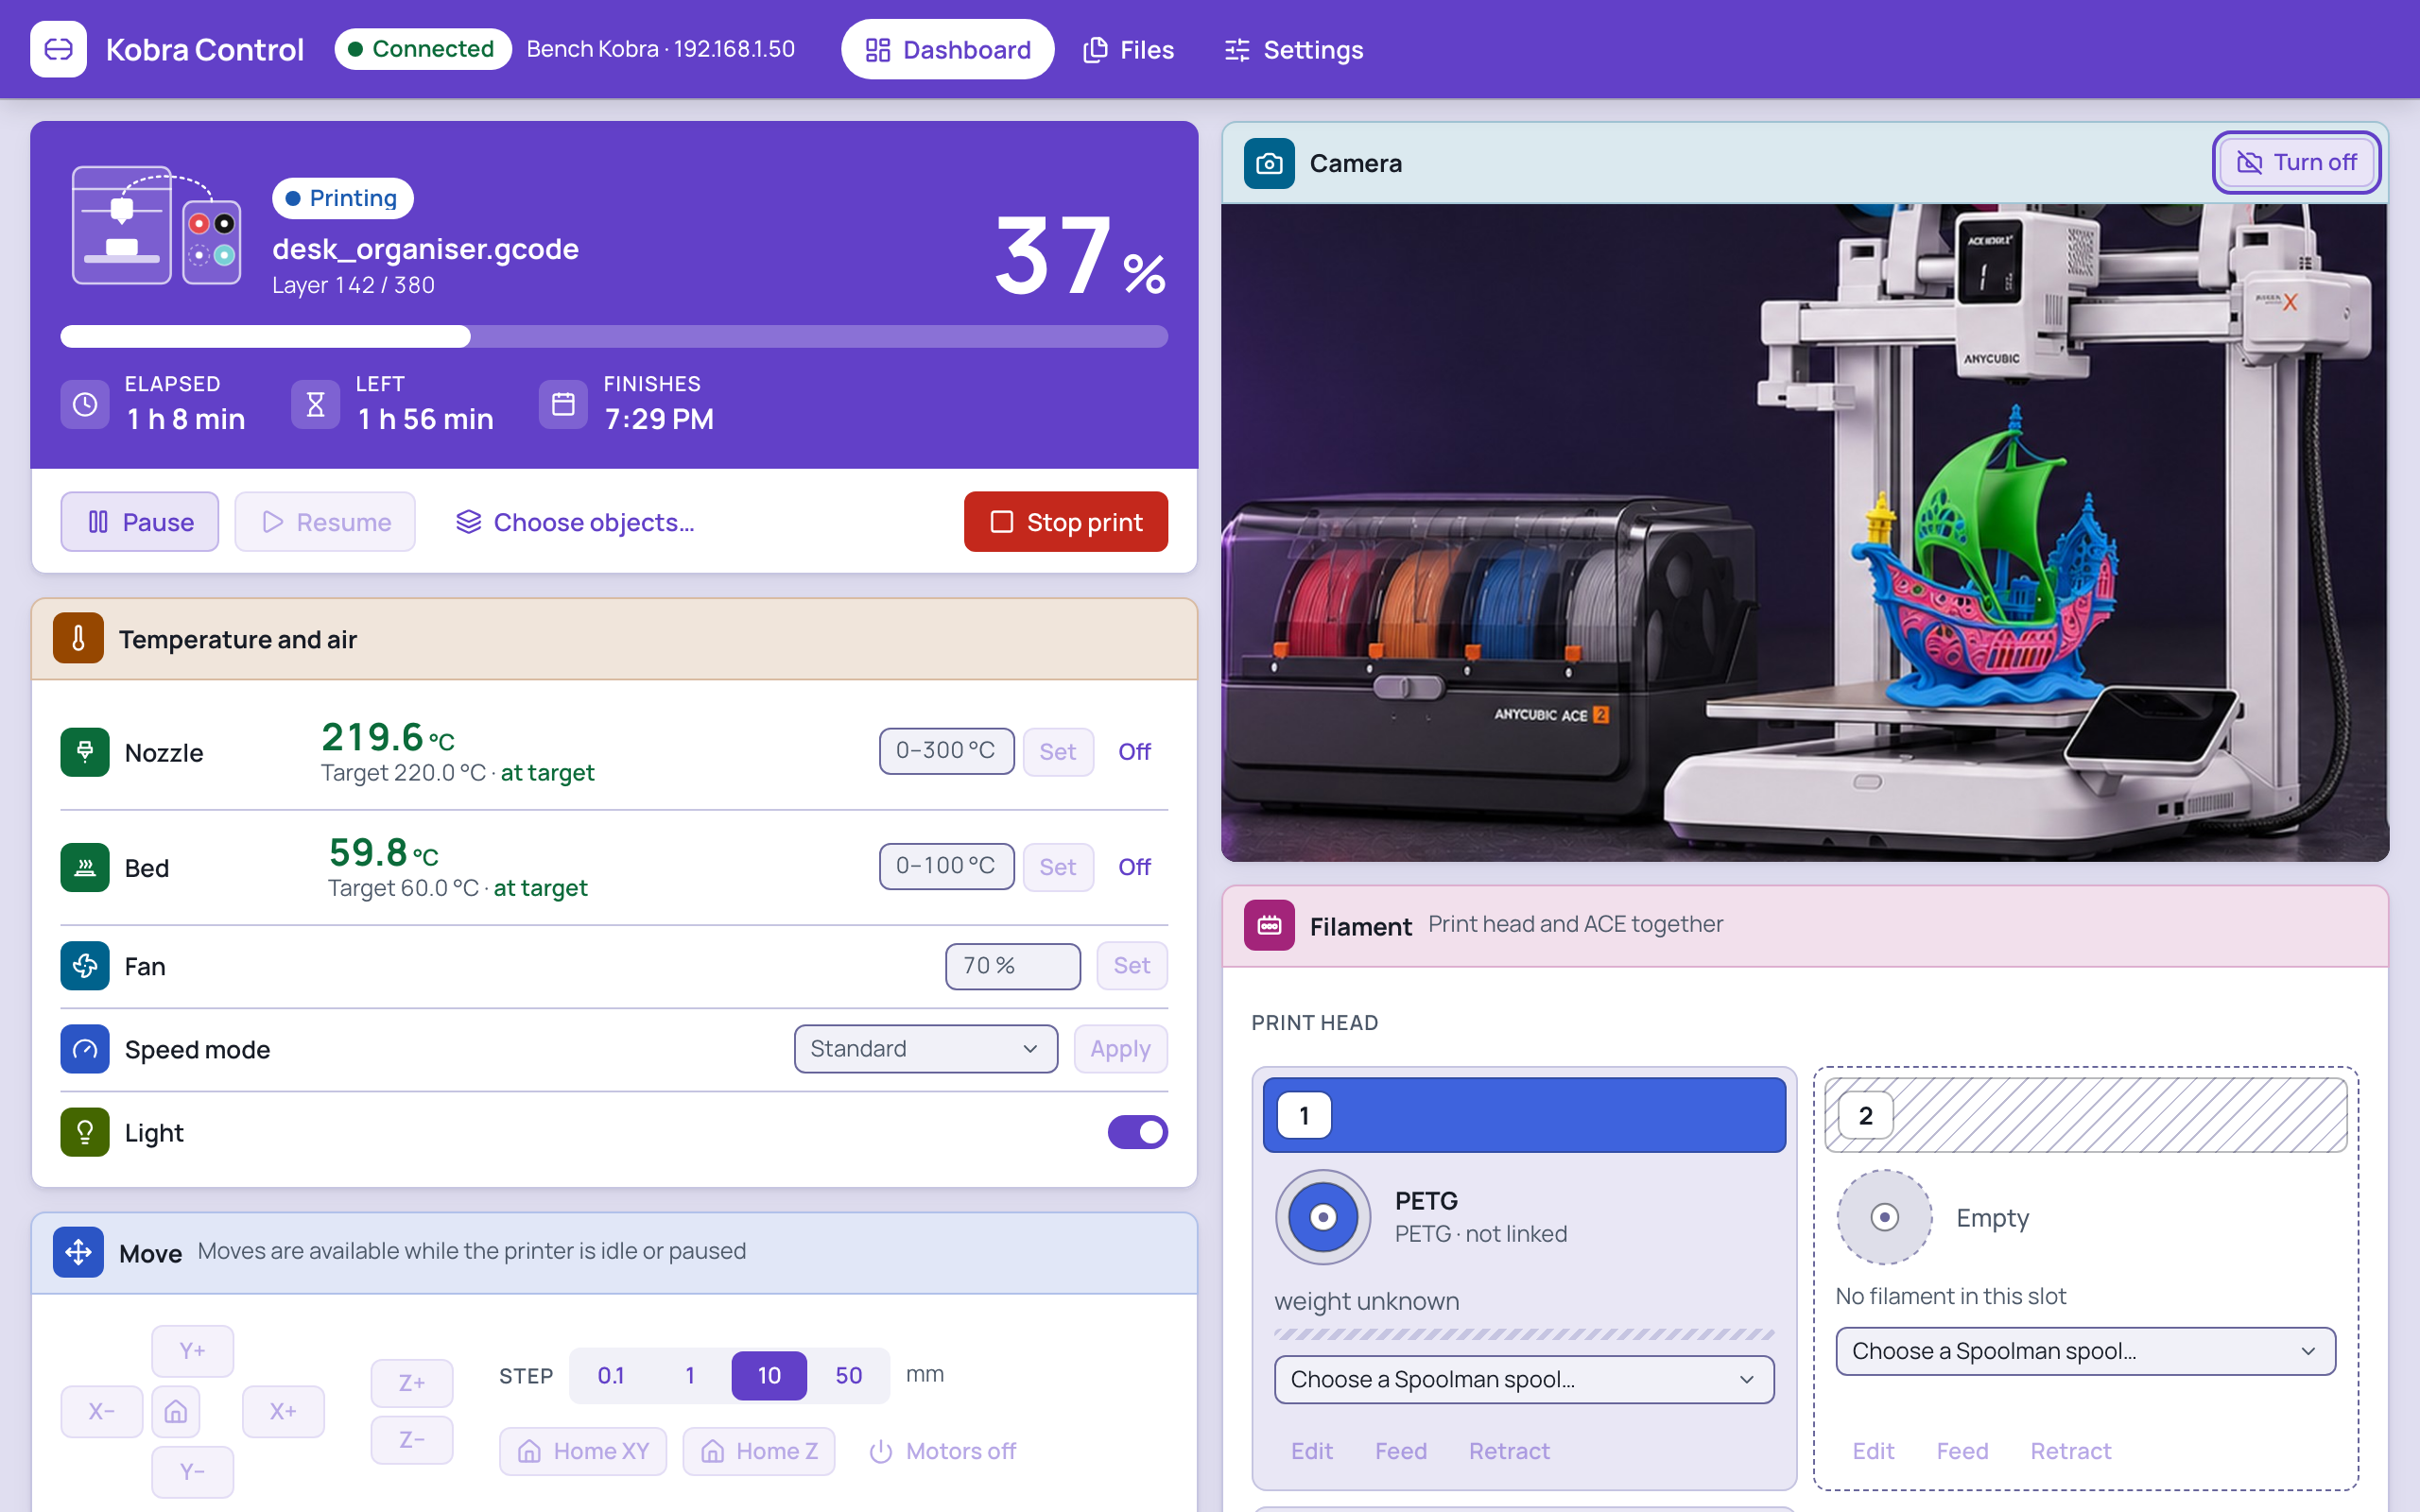 Kobra Control
Connected
Bench Kobra · 192.168.1.50
Dashboard
Files
Settings
Printing
desk_organiser.gcode
Layer 142 / 380
37 %
ELAPSED
1 h 8 min
LEFT
1 h 56 min
FINISHES
7:29 PM
Pause
Resume
Choose objects…
Stop print
Temperature and air
Nozzle
219.6 °C
Target 220.0 °C · at target
0–300 °C
Set
Off
Bed
59.8 °C
Target 60.0 °C · at target
0–100 °C
Set
Off
Fan
70 %
Set
Speed mode
Standard
Apply
Light
Move
Moves are available while the printer is idle or paused
Y+
X−
X+
Y−
Z+
Z−
STEP
0.1
1
10
50
mm
Home XY
Home Z
Motors off
Camera
Turn off
ANYCUBIC
X
ANYCUBIC ACE 2
Filament
Print head and ACE together
PRINT HEAD
1
PETG
PETG · not linked
weight unknown
Choose a Spoolman spool…
Edit
Feed
Retract
2
Empty
No filament in this slot
Choose a Spoolman spool…
Edit
Feed
Retract